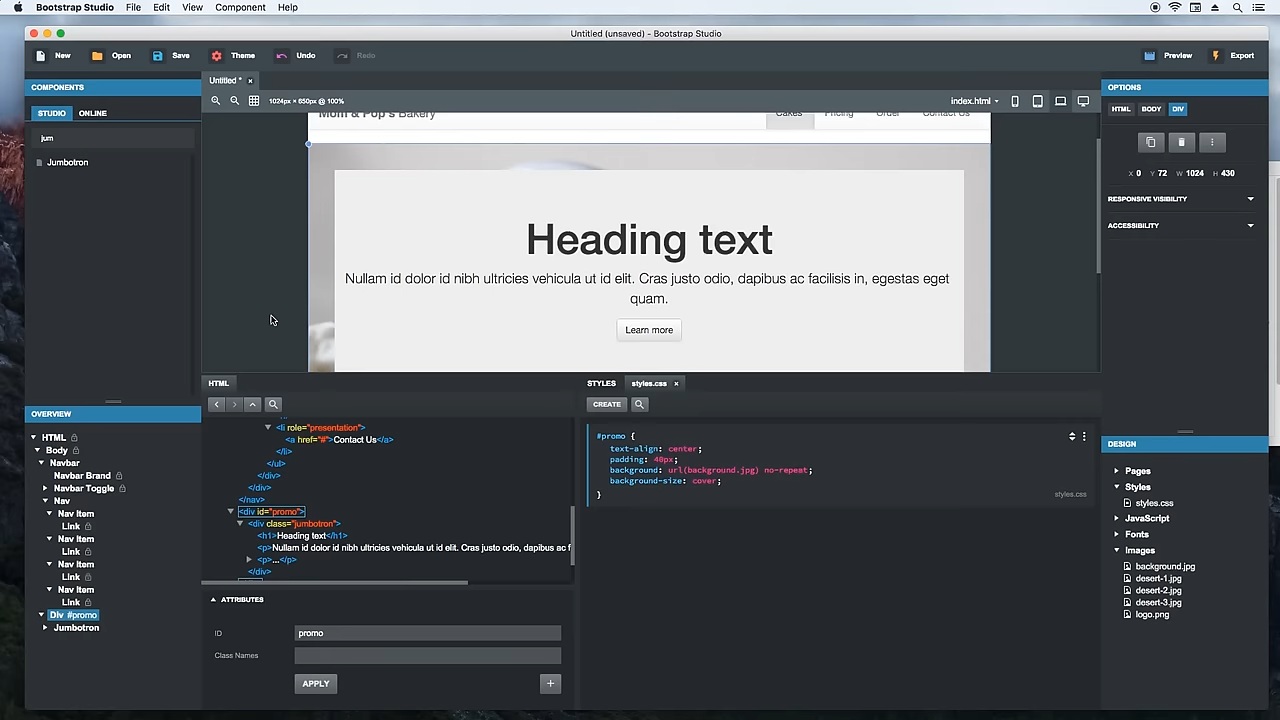 Bootstrap Studio File Edit View Component Help
Untitled (unsaved) - Bootstrap Studio
New Open Save Theme Undo Redo Preview Export
COMPONENTS
STUDIO ONLINE
jum
Jumbotron
Untitled *
1024px × 650px @ 100%
index.html
Mom & Pop's Bakery Cakes Pricing Order Contact Us
Heading text
Nullam id dolor id nibh ultricies vehicula ut id elit. Cras justo odio, dapibus ac facilisis in, egestas eget
quam.
Learn more
OPTIONS
HTML BODY DIV
X 0 Y 72 W 1024 H 430
RESPONSIVE VISIBILITY
ACCESSIBILITY
OVERVIEW
HTML
Body
Navbar
Navbar Brand
Navbar Toggle
Nav
Nav Item
Link
Nav Item
Link
Nav Item
Link
Nav Item
Link
Div #promo
Jumbotron
HTML
<li role="presentation">
<a href="#">Contact Us</a>
</li>
</ul>
</div>
</div>
</nav>
<div id="promo">
<div class="jumbotron">
<h1>Heading text</h1>
<p>Nullam id dolor id nibh ultricies vehicula ut id elit. Cras justo odio, dapibus ac f
<p>...</p>
</div>
ATTRIBUTES
ID promo
Class Names
APPLY +
STYLES styles.css ×
CREATE
#promo {
text-align: center;
padding: 40px;
background: url(background.jpg) no-repeat;
background-size: cover;
}
styles.css
DESIGN
Pages
Styles
styles.css
JavaScript
Fonts
Images
background.jpg
desert-1.jpg
desert-2.jpg
desert-3.jpg
logo.png